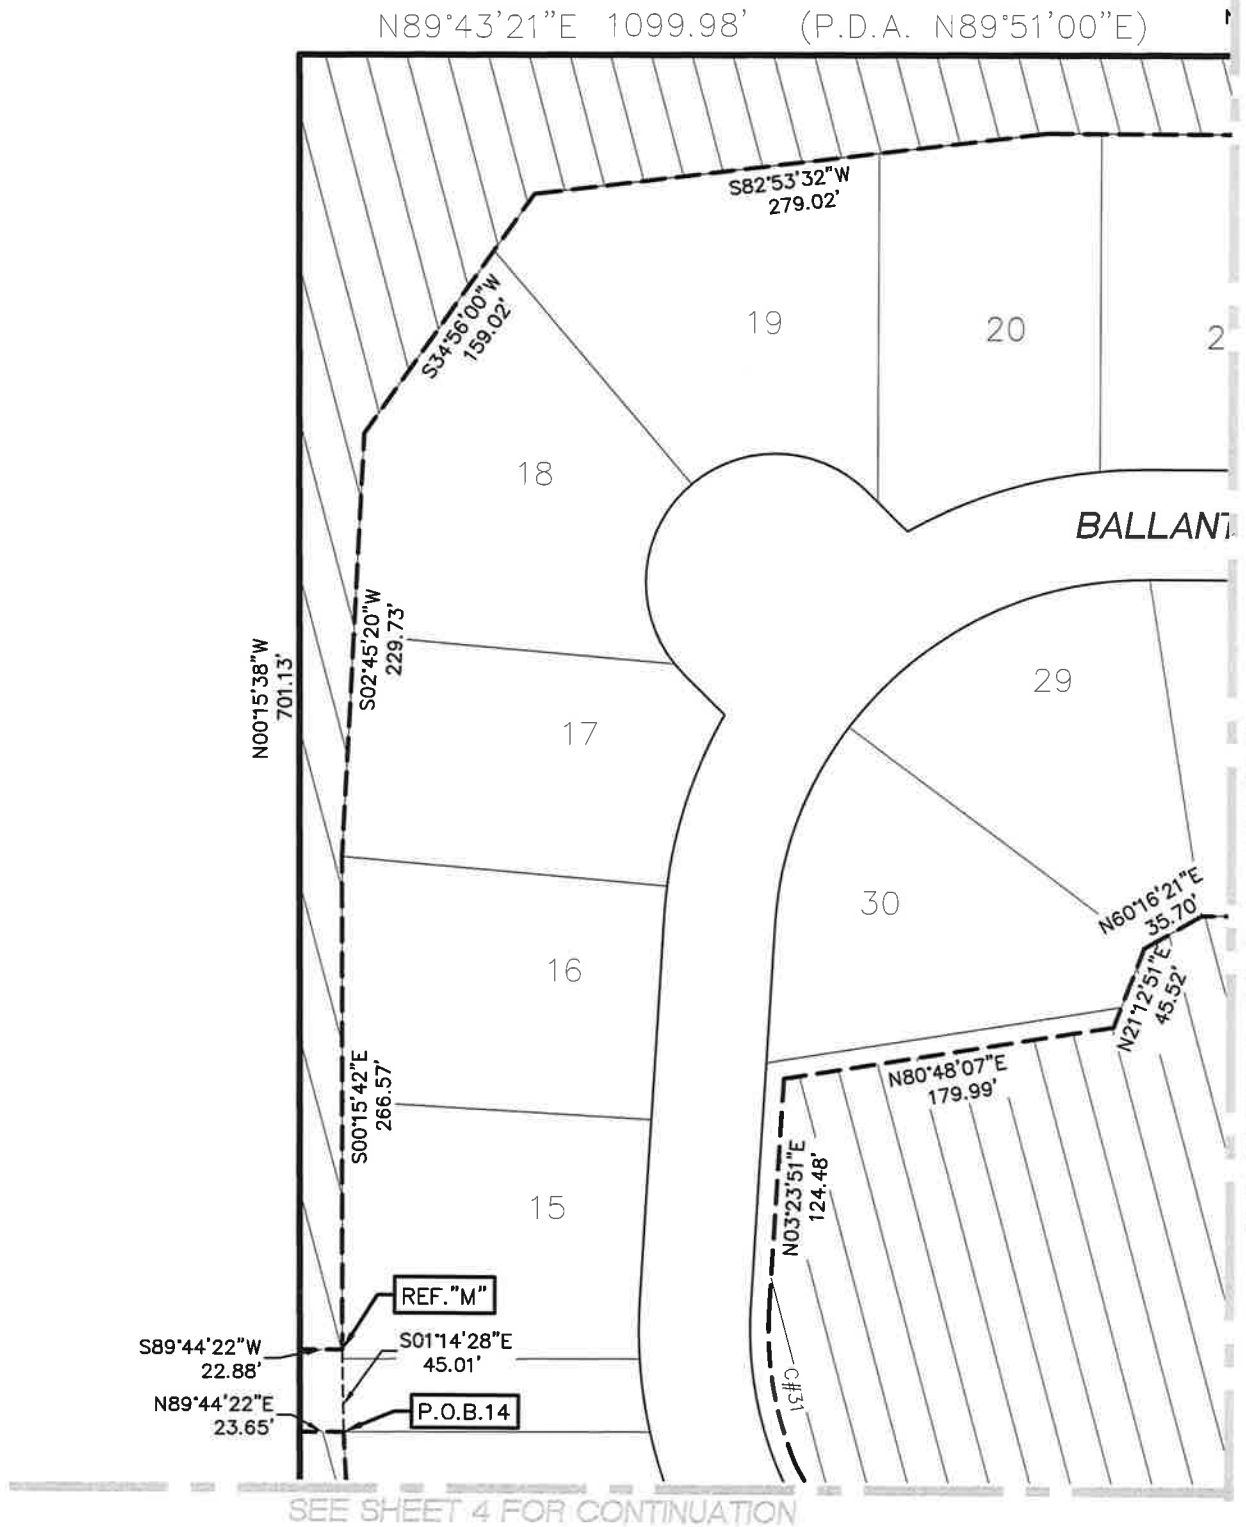 N89°43'21"E 1099.98' (P.D.A. N89°51'00"E)
S82°53'32"W
279.02'
S34°56'00"W
159.02'
19
20
2
18
BALLANT
S02°45'20"W
229.73'
N00°15'38"W
701.13'
29
17
30
N60°16'21"E
35.70'
16
N21°12'51"E
45.52'
S00°15'42"E
266.57'
N80°48'07"E
179.99'
N03°23'51"E
124.48'
15
REF."M"
S89°44'22"W
22.88'
S01°14'28"E
45.01'
C#31
N89°44'22"E
23.65'
P.O.B.14
SEE SHEET 4 FOR CONTINUATION